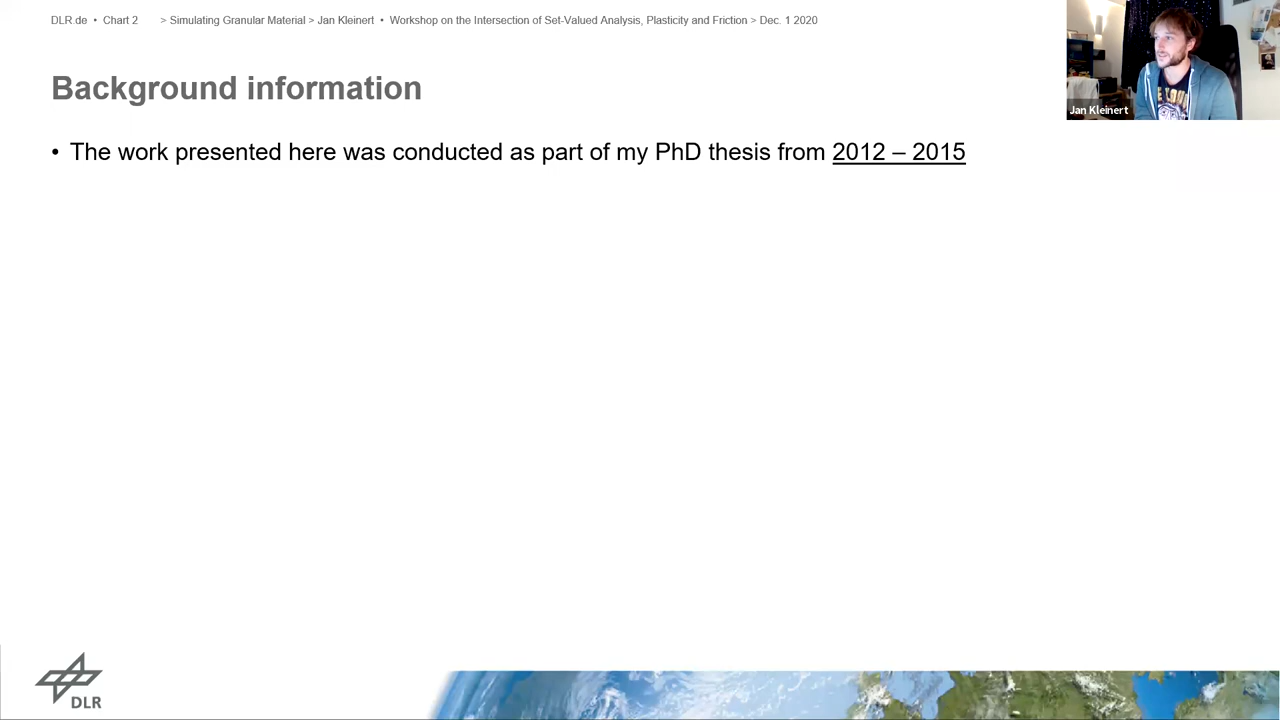 DLR.de • Chart 2 > Simulating Granular Material > Jan Kleinert • Workshop on the Intersection of Set-Valued Analysis, Plasticity and Friction > Dec. 1 2020
Jan Kleinert
Background information
• The work presented here was conducted as part of my PhD thesis from 2012 – 2015
DLR